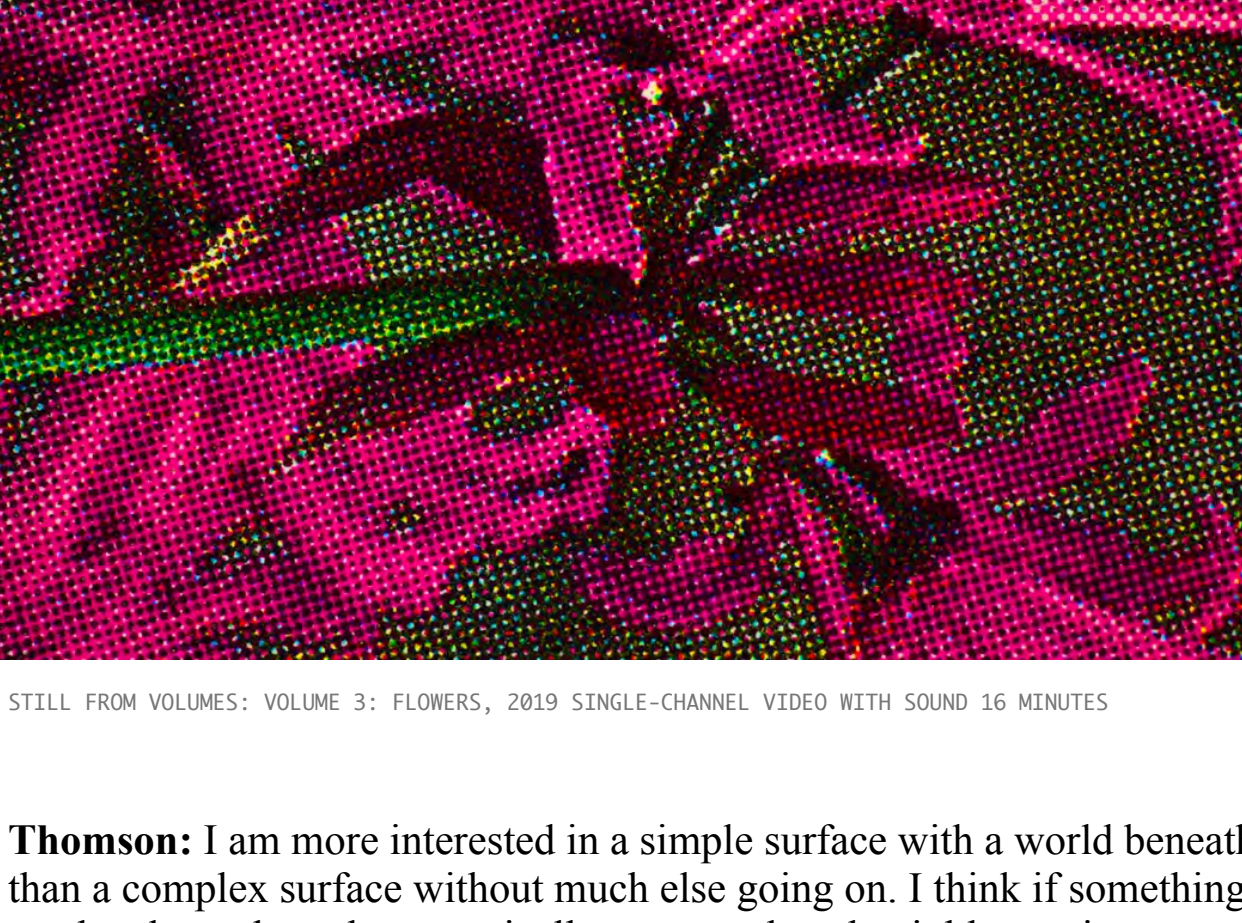 STILL FROM VOLUMES: VOLUME 3: FLOWERS, 2019 SINGLE-CHANNEL VIDEO WITH SOUND 16 MINUTES
Thomson: I am more interested in a simple surface with a world beneath
than a complex surface without much else going on. I think if something